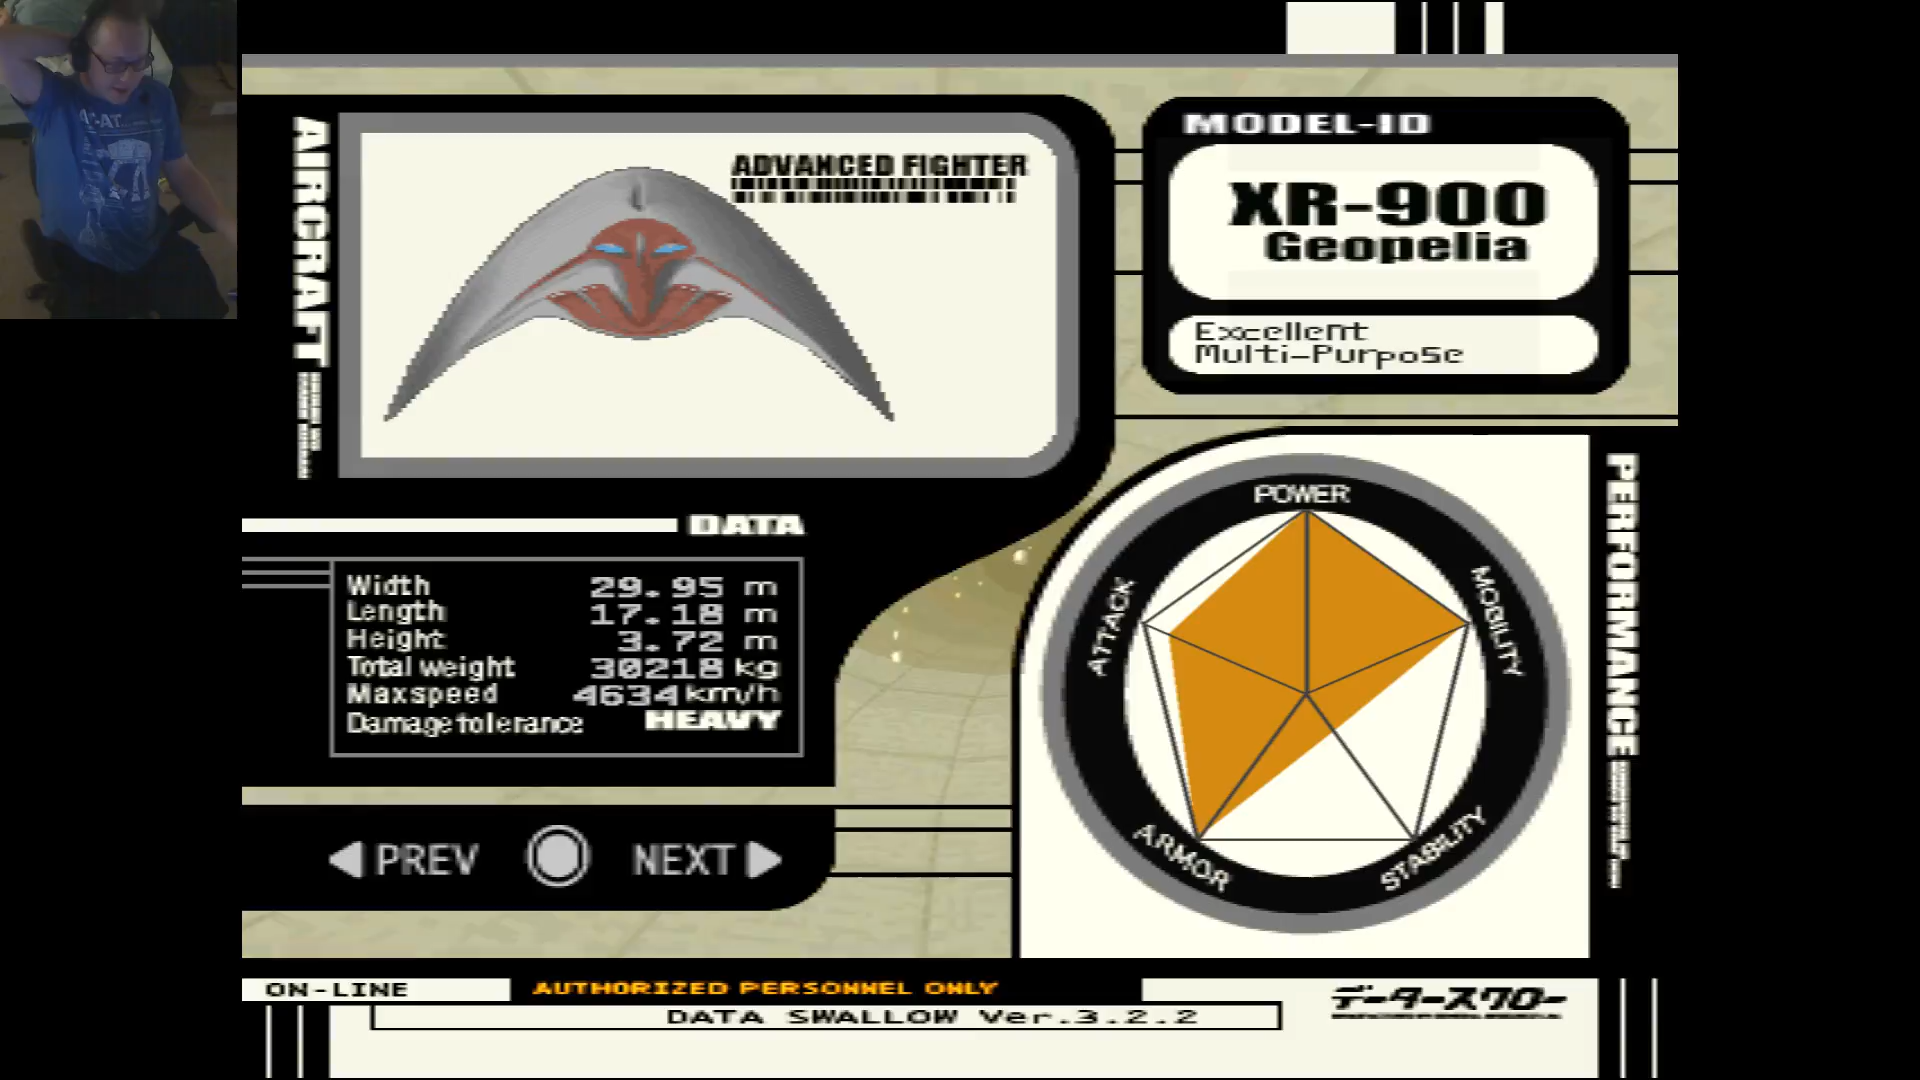 AIRCRAFT
ADVANCED FIGHTER
MODEL-ID
XR-900
Geopelia
Excellent
Multi-Purpose
DATA
Width 29.95 m
Length 17.18 m
Height 3.72 m
Total weight 30218 kg
Max speed 4634 km/h
Damage tolerance HEAVY
PREV NEXT
PERFORMANCE
POWER
MOBILITY
STABILITY
ARMOR
ATTACK
ON-LINE
AUTHORIZED PERSONNEL ONLY
DATA SWALLOW Ver.3.2.2
データースワロー